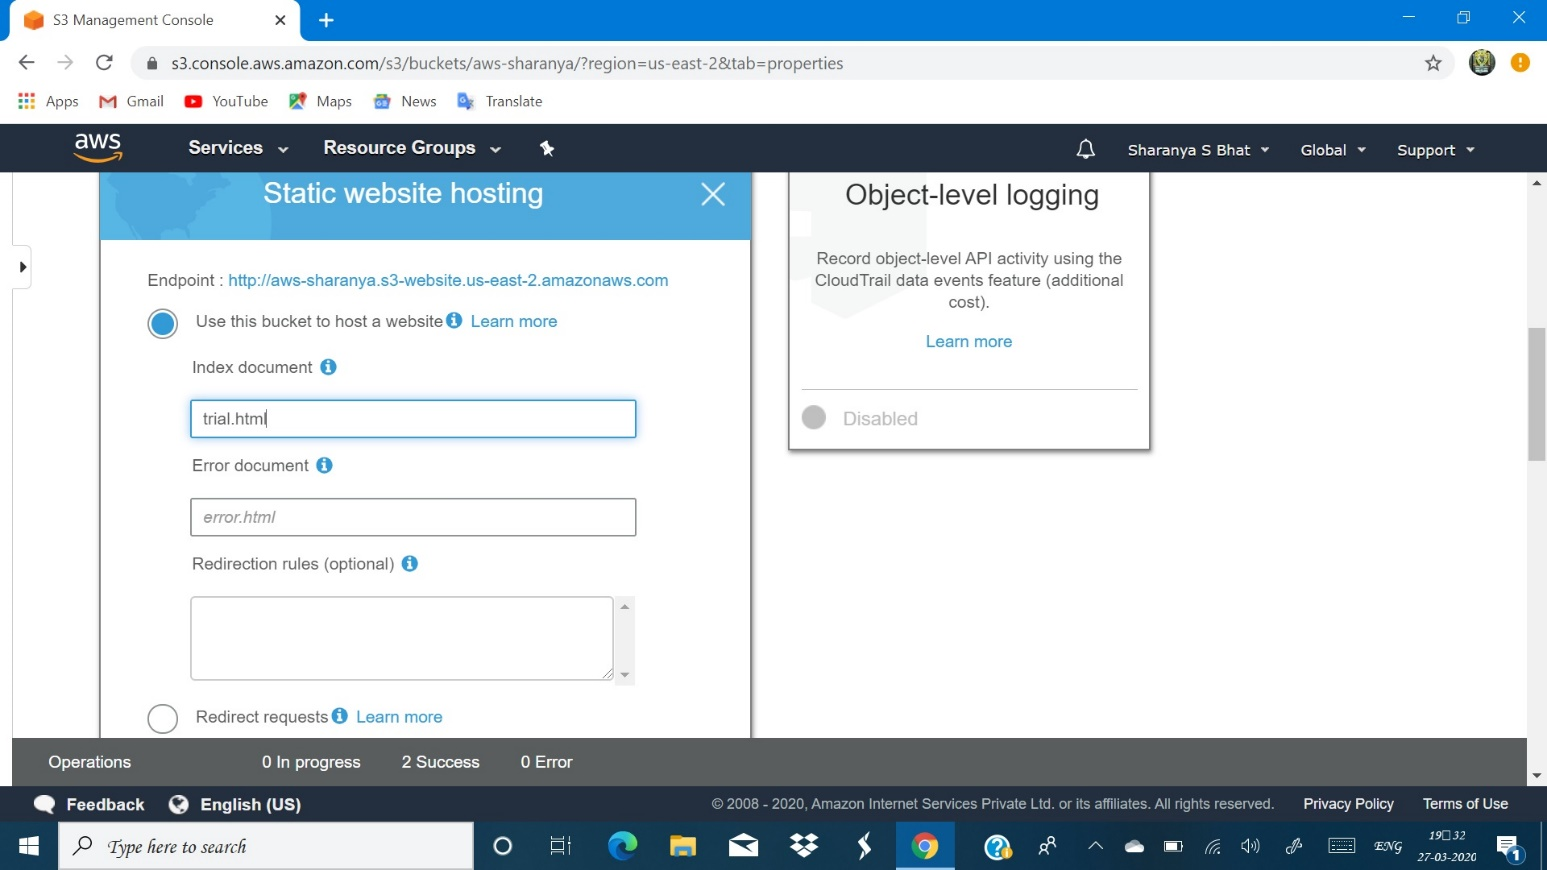 S3 Management Console
s3.console.aws.amazon.com/s3/buckets/aws-sharanya/?region=us-east-2&tab=properties
Apps Gmail YouTube Maps News Translate
aws Services Resource Groups Sharanya S Bhat Global Support
Static website hosting
Endpoint : http://aws-sharanya.s3-website.us-east-2.amazonaws.com
Use this bucket to host a website Learn more
Index document
trial.html
Error document
error.html
Redirection rules (optional)
Redirect requests Learn more
Object-level logging
Record object-level API activity using the
CloudTrail data events feature (additional
cost).
Learn more
Disabled
Operations 0 In progress 2 Success 0 Error
Feedback English (US) © 2008 - 2020, Amazon Internet Services Private Ltd. or its affiliates. All rights reserved. Privacy Policy Terms of Use
Type here to search
ENG
19□32
27-03-2020
1